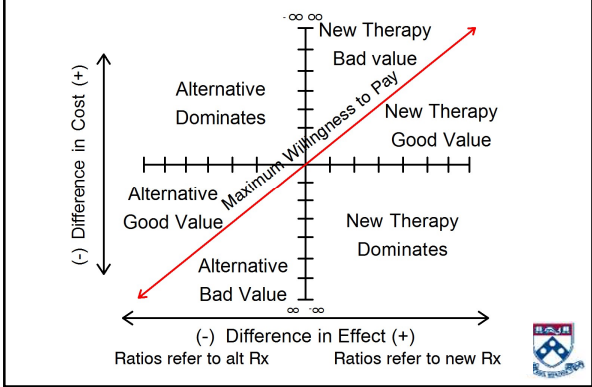 - ∞ ∞
New Therapy
Bad value
Alternative
Dominates
New Therapy
Good Value
Maximum Willingness to Pay
(-) Difference in Cost (+)
Alternative
Good Value
New Therapy
Dominates
Alternative
Bad Value
∞ -∞
(-) Difference in Effect (+)
Ratios refer to alt Rx
Ratios refer to new Rx